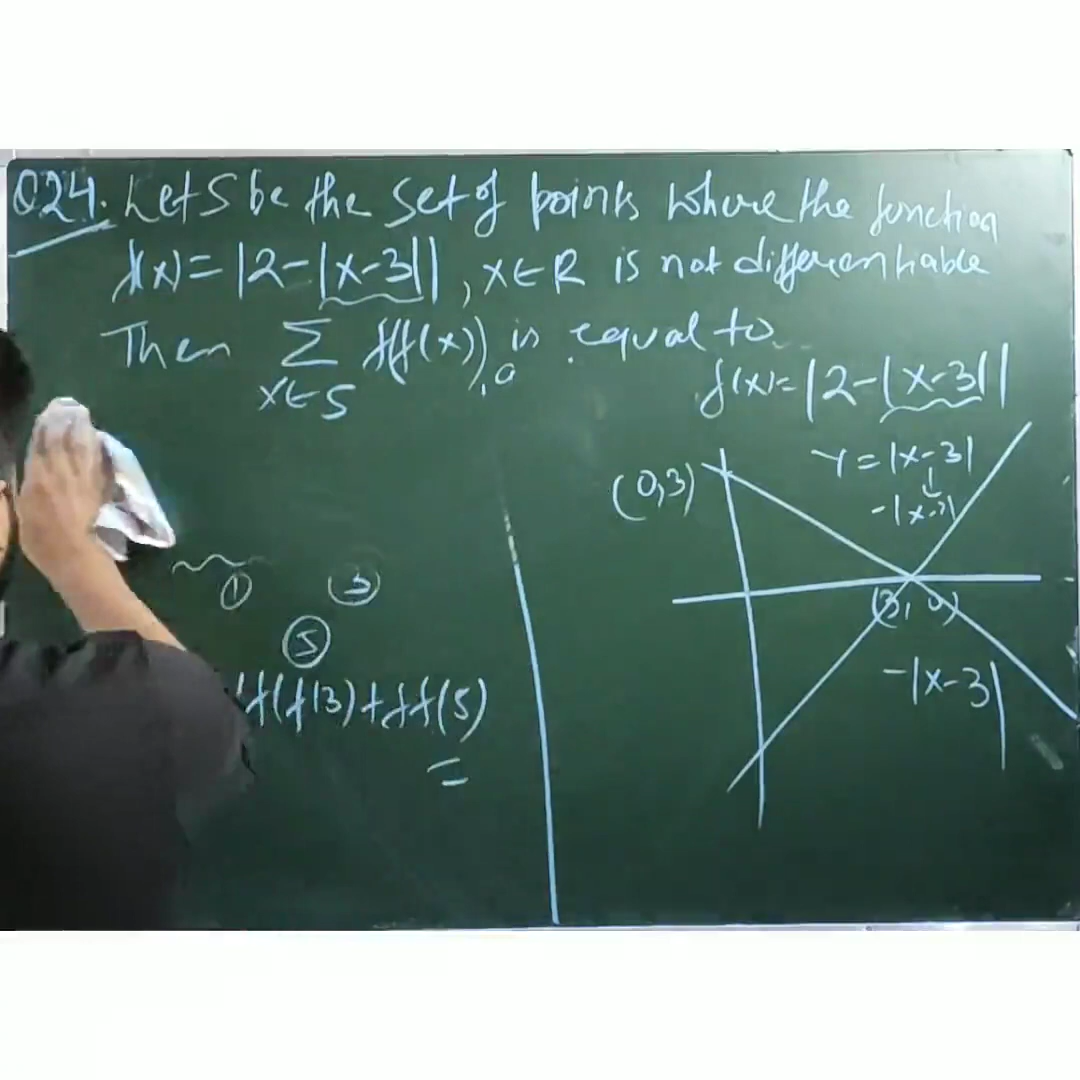 Q24. Let S be the set of points where the function
f(x) = |2-|x-3||, x∈R is not differentiable
Then Σ f(f(x)) is equal to
x∈S
f(x) = |2-|x-3||
(0,3)
Y = |x-3|
-|x-3|
(3, 0)
-|x-3|
① ③
⑤
f(f(3)+ff(5)
=